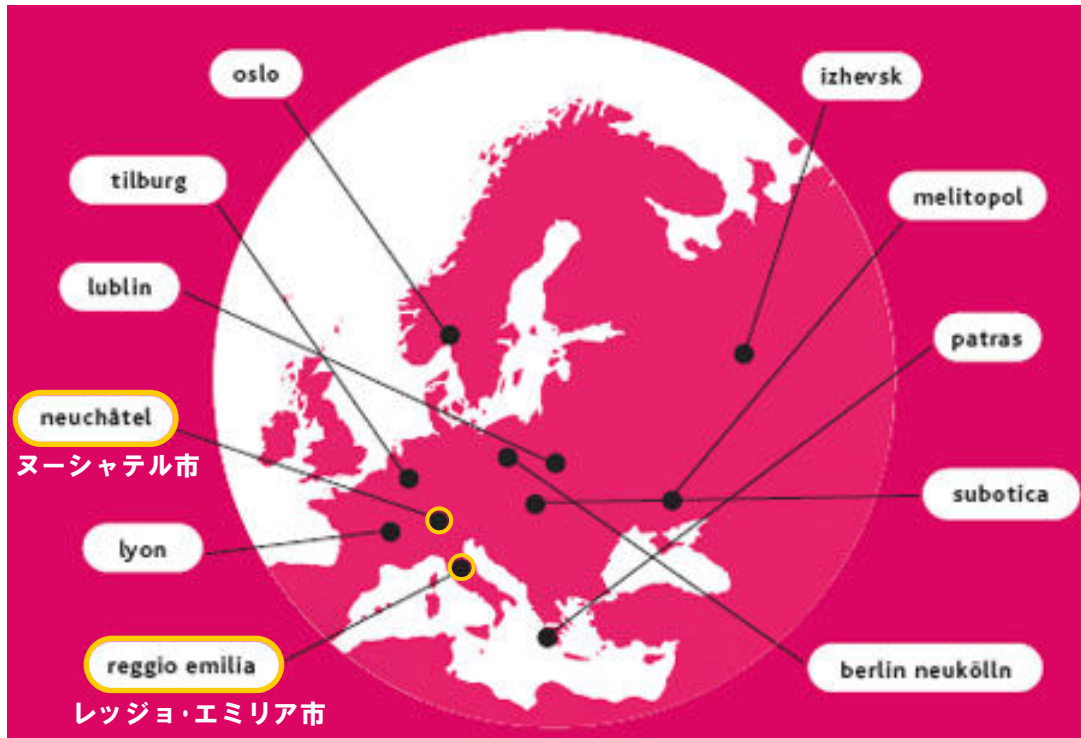 oslo
izhevsk
tilburg
melitopol
lublin
patras
neuchâtel
ヌーシャテル市
subotica
lyon
reggio emilia
レッジョ・エミリア市
berlin neukölln